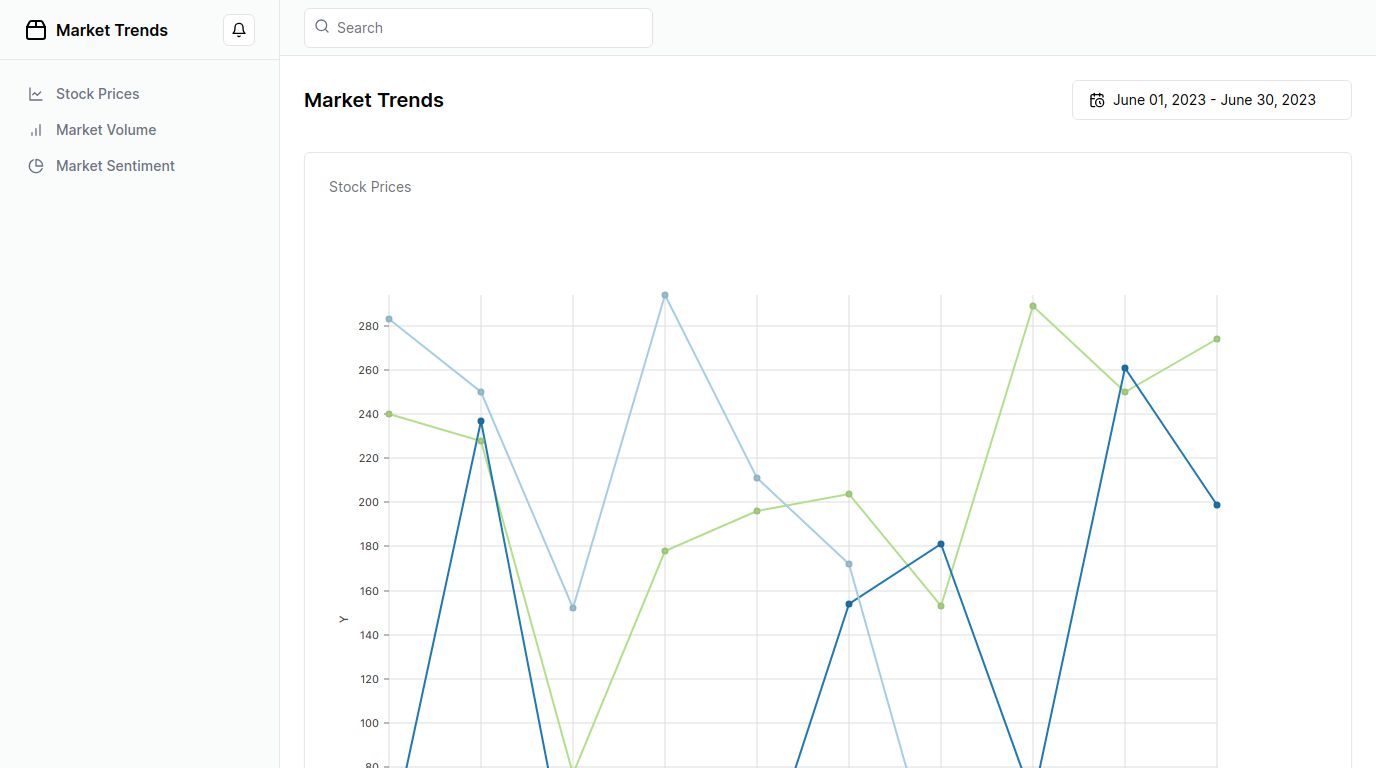 Market Trends
Search
Stock Prices
Market Volume
Market Sentiment
Market Trends
June 01, 2023 - June 30, 2023
Stock Prices
280
260
240
220
200
180
160
Y
140
120
100
80